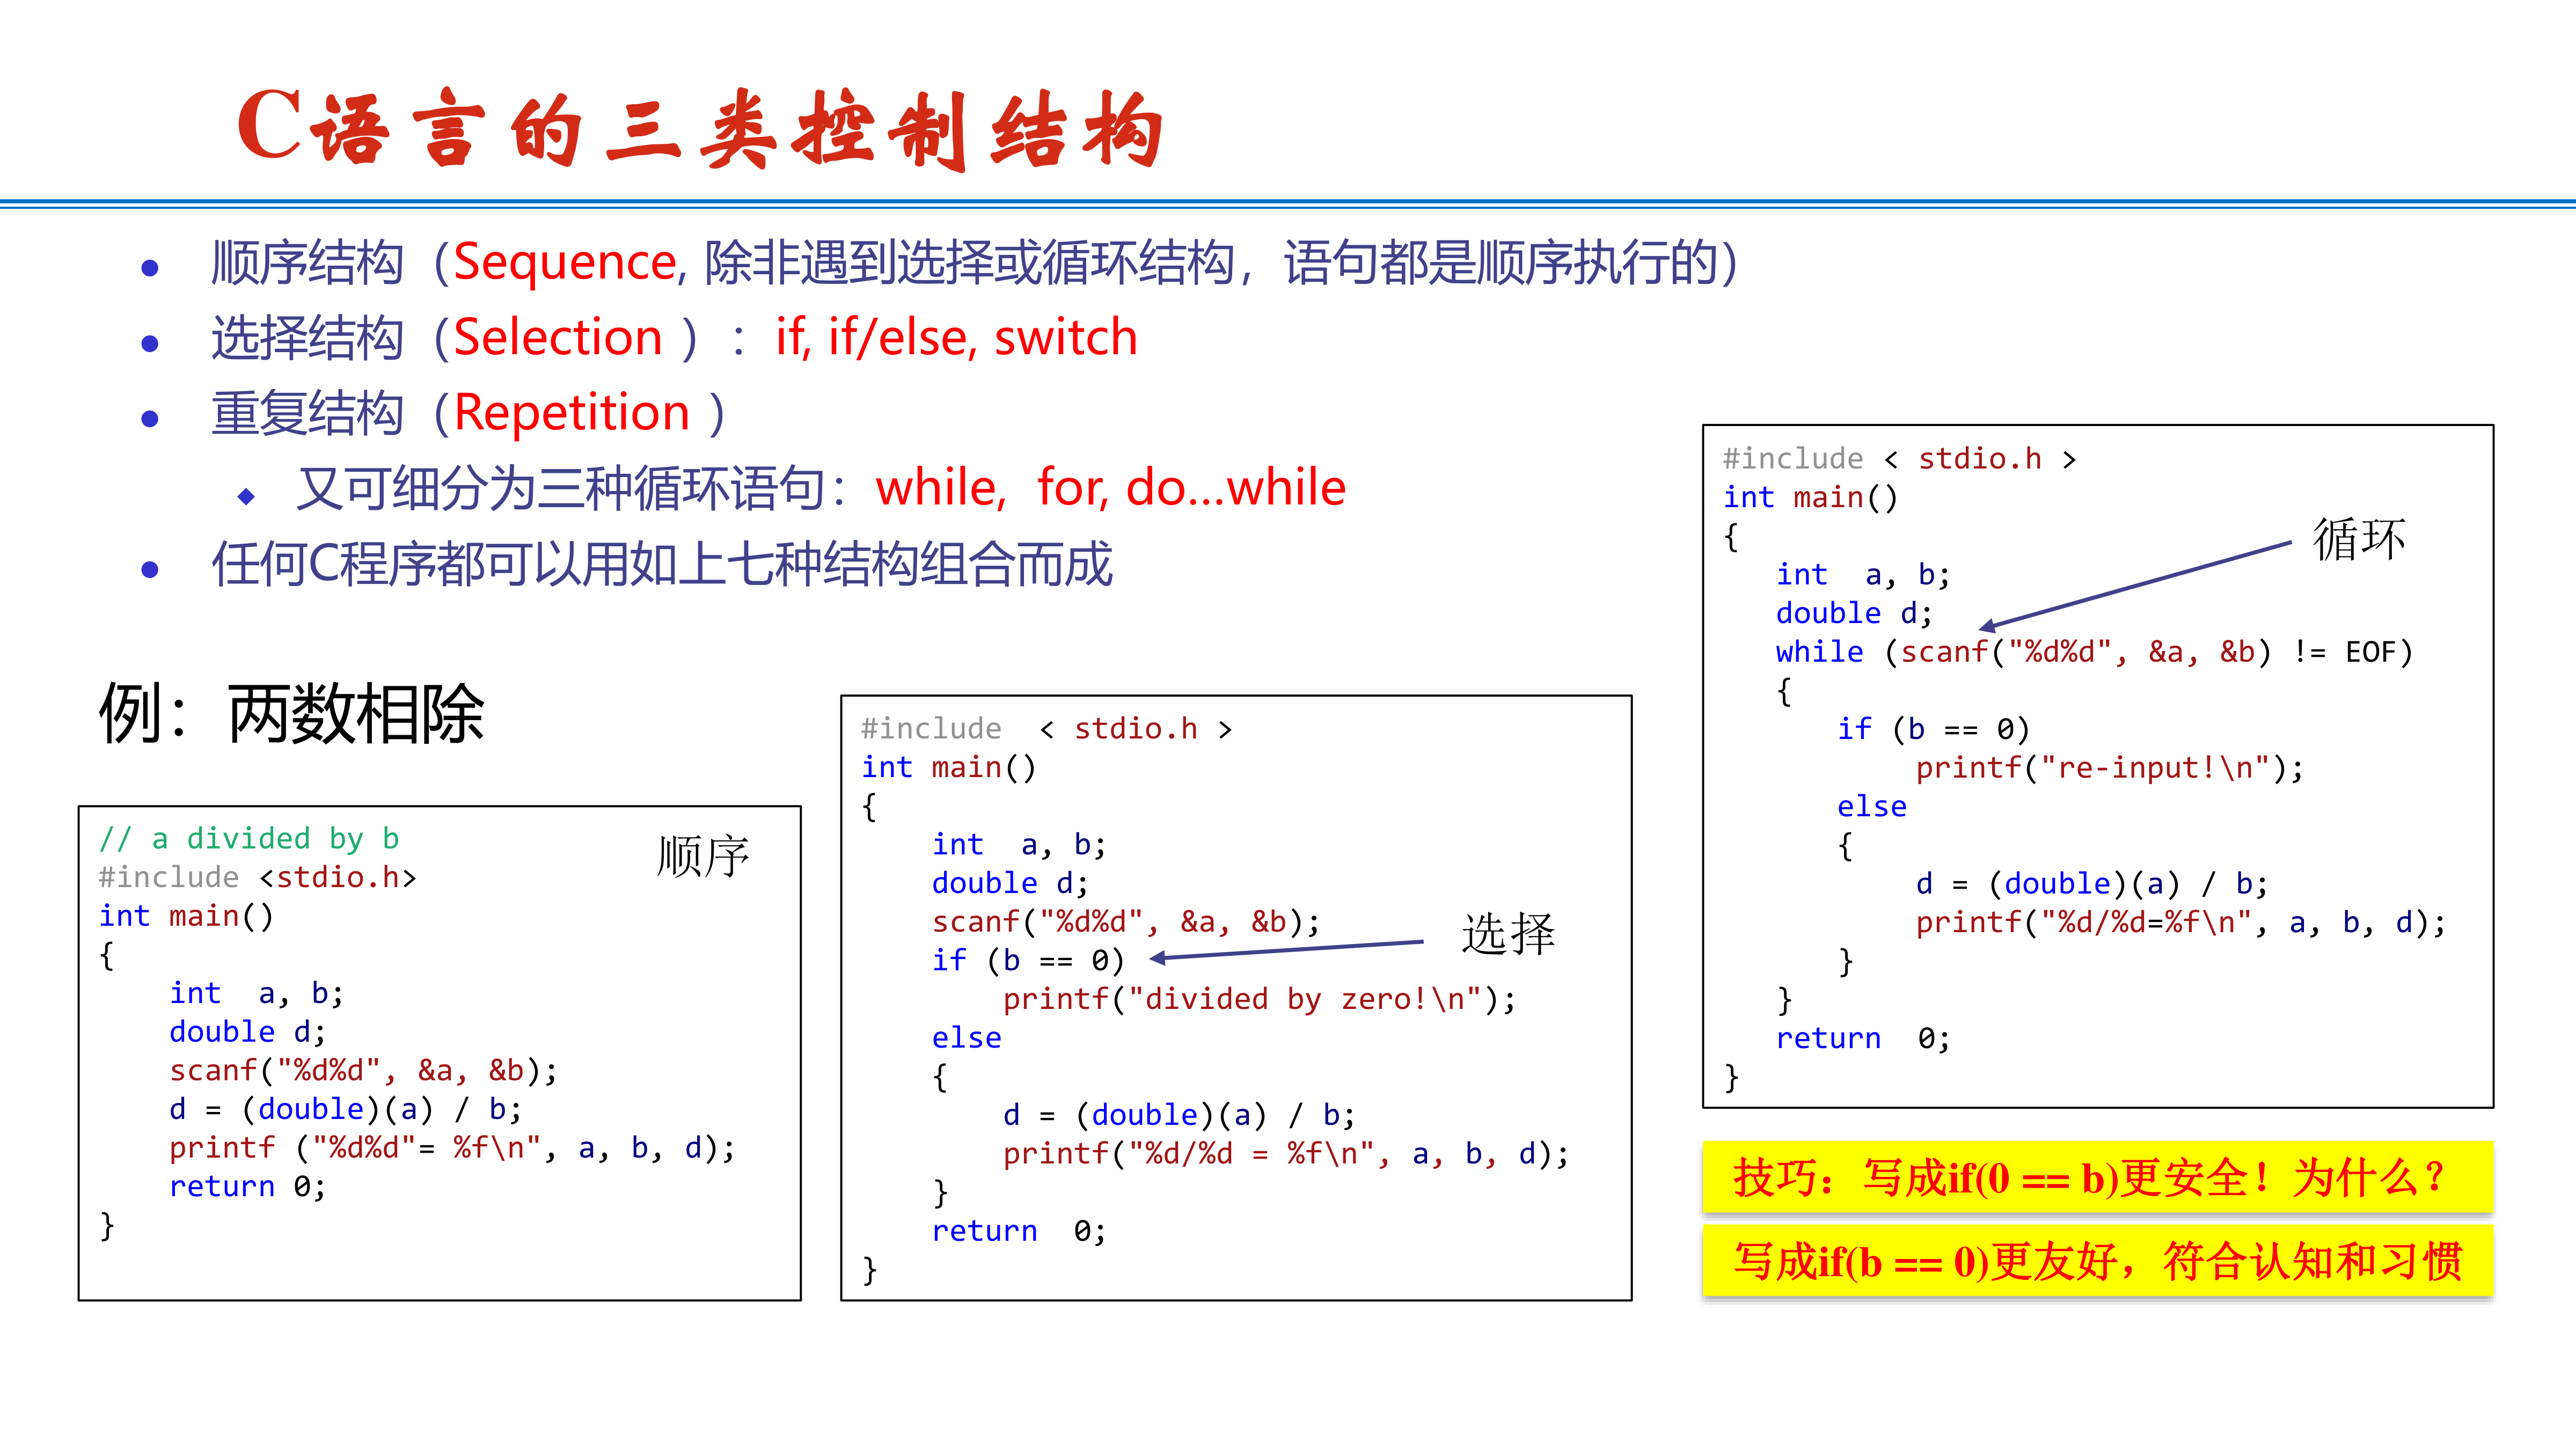 C语言的三类控制结构
顺序结构（Sequence, 除非遇到选择或循环结构，语句都是顺序执行的）
选择结构（Selection ）：if, if/else, switch
重复结构（Repetition ）
又可细分为三种循环语句：while, for, do…while
任何C程序都可以用如上七种结构组合而成
例：两数相除
// a divided by b
顺序
#include <stdio.h>
int main()
{
    int  a, b;
    double d;
    scanf("%d%d", &a, &b);
    d = (double)(a) / b;
    printf ("%d%d"= %f\n", a, b, d);
    return 0;
}
#include  < stdio.h >
int main()
{
    int  a, b;
    double d;
    scanf("%d%d", &a, &b);
选择
    if (b == 0)
        printf("divided by zero!\n");
    else
    {
        d = (double)(a) / b;
        printf("%d/%d = %f\n", a, b, d);
    }
    return  0;
}
#include < stdio.h >
int main()
{
循环
   int  a, b;
   double d;
   while (scanf("%d%d", &a, &b) != EOF)
   {
      if (b == 0)
          printf("re-input!\n");
      else
      {
          d = (double)(a) / b;
          printf("%d/%d=%f\n", a, b, d);
      }
   }
   return  0;
}
技巧：写成if(0 == b)更安全！为什么？
写成if(b == 0)更友好，符合认知和习惯